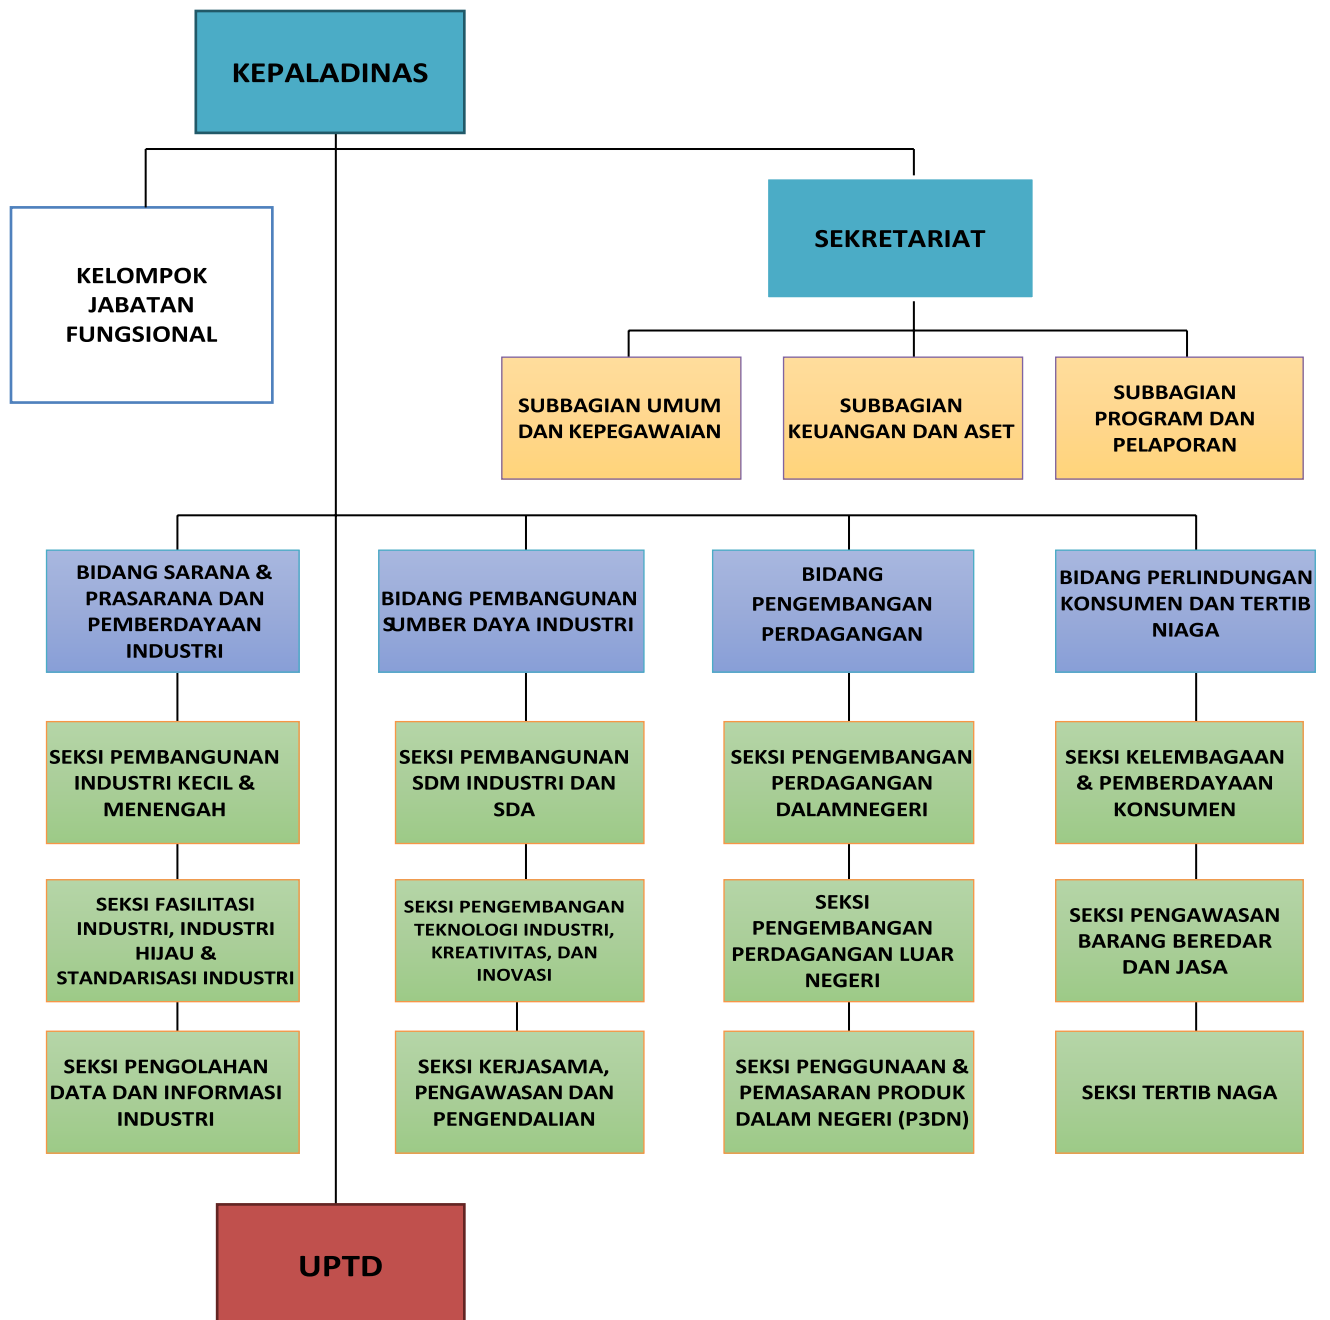 KEPALADINAS
SEKRETARIAT
KELOMPOK
JABATAN
FUNGSIONAL
SUBBAGIAN UMUM
DAN KEPEGAWAIAN
SUBBAGIAN
KEUANGAN DAN ASET
SUBBAGIAN
PROGRAM DAN
PELAPORAN
BIDANG SARANA &
PRASARANA DAN
PEMBERDAYAAN
INDUSTRI
BIDANG PEMBANGUNAN
SUMBER DAYA INDUSTRI
BIDANG
PENGEMBANGAN
PERDAGANGAN
BIDANG PERLINDUNGAN
KONSUMEN DAN TERTIB
NIAGA
SEKSI PEMBANGUNAN
INDUSTRI KECIL &
MENENGAH
SEKSI PEMBANGUNAN
SDM INDUSTRI DAN
SDA
SEKSI PENGEMBANGAN
PERDAGANGAN
DALAMNEGERI
SEKSI KELEMBAGAAN
& PEMBERDAYAAN
KONSUMEN
SEKSI FASILITASI
INDUSTRI, INDUSTRI
HIJAU &
STANDARISASI INDUSTRI
SEKSI PENGEMBANGAN
TEKNOLOGI INDUSTRI,
KREATIVITAS, DAN
INOVASI
SEKSI
PENGEMBANGAN
PERDAGANGAN LUAR
NEGERI
SEKSI PENGAWASAN
BARANG BEREDAR
DAN JASA
SEKSI PENGOLAHAN
DATA DAN INFORMASI
INDUSTRI
SEKSI KERJASAMA,
PENGAWASAN DAN
PENGENDALIAN
SEKSI PENGGUNAAN &
PEMASARAN PRODUK
DALAM NEGERI (P3DN)
SEKSI TERTIB NAGA
UPTD